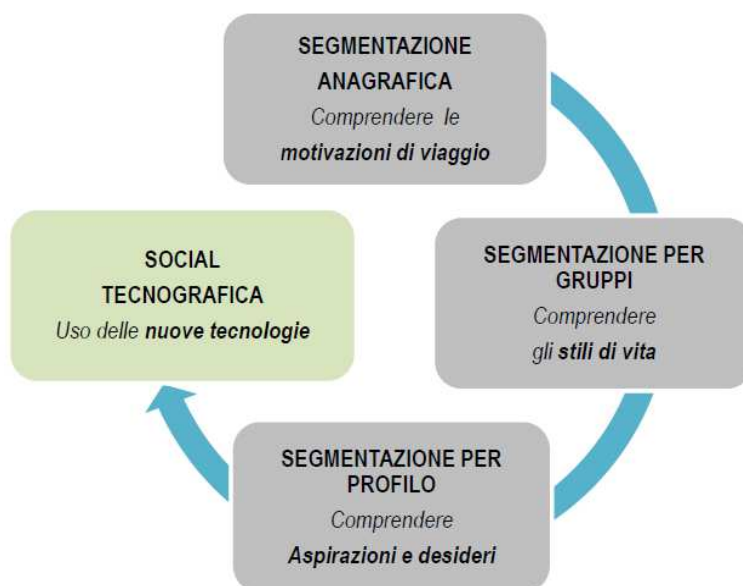 SEGMENTAZIONE
ANAGRAFICA
Comprendere le
motivazioni di viaggio
SEGMENTAZIONE PER
GRUPPI
Comprendere
gli stili di vita
SEGMENTAZIONE PER
PROFILO
Comprendere
Aspirazioni e desideri
SOCIAL
TECNOGRAFICA
Uso delle nuove tecnologie